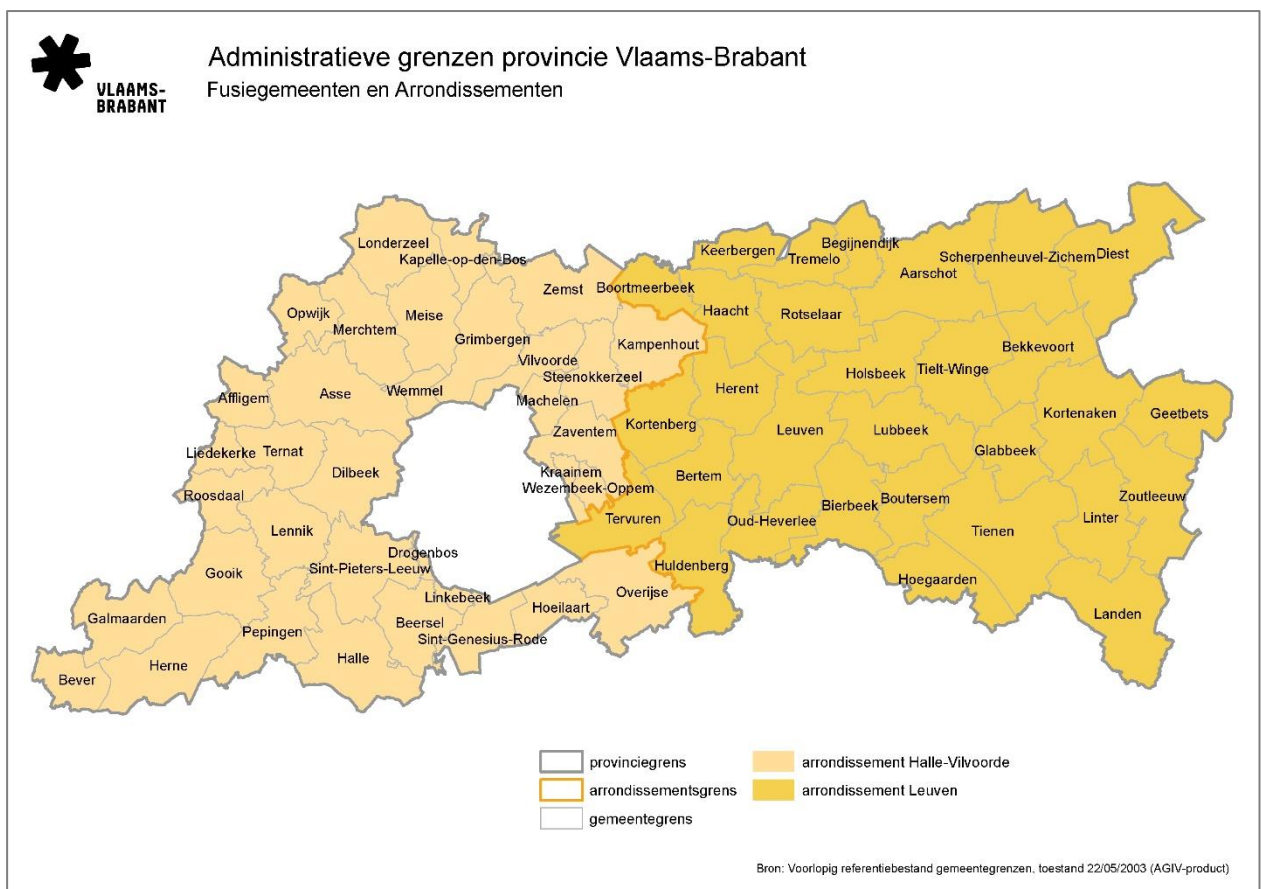 VLAAMS-
BRABANT
Administratieve grenzen provincie Vlaams-Brabant
Fusiegemeenten en Arrondissementen
Londerzeel
Kapelle-op-den-Bos
Zemst
Opwijk
Merchtem
Meise
Grimbergen
Vilvoorde
Kampenhout
Steenokkerzeel
Affligem
Asse
Wemmel
Machelen
Zaventem
Liedekerke
Ternat
Dilbeek
Kraainem
Wezembeek-Oppem
Roosdaal
Lennik
Drogenbos
Sint-Pieters-Leeuw
Gooik
Linkebeek
Hoeilaart
Overijse
Galmaarden
Pepingen
Beersel
Sint-Genesius-Rode
Bever
Herne
Halle
Keerbergen
Tremelo
Begijnendijk
Aarschot
Scherpenheuvel-Zichem
Diest
Boortmeerbeek
Haacht
Rotselaar
Bekkevoort
Herent
Holsbeek
Tielt-Winge
Kortenberg
Leuven
Lubbeek
Kortenaken
Geetbets
Glabbeek
Bertem
Bierbeek
Boutersem
Zoutleeuw
Tervuren
Oud-Heverlee
Tienen
Linter
Huldenberg
Hoegaarden
Landen
provinciegrens
arrondissementsgrens
gemeentegrens
arrondissement Halle-Vilvoorde
arrondissement Leuven
Bron: Voorlopig referentiebestand gemeentegrenzen, toestand 22/05/2003 (AGIV-product)